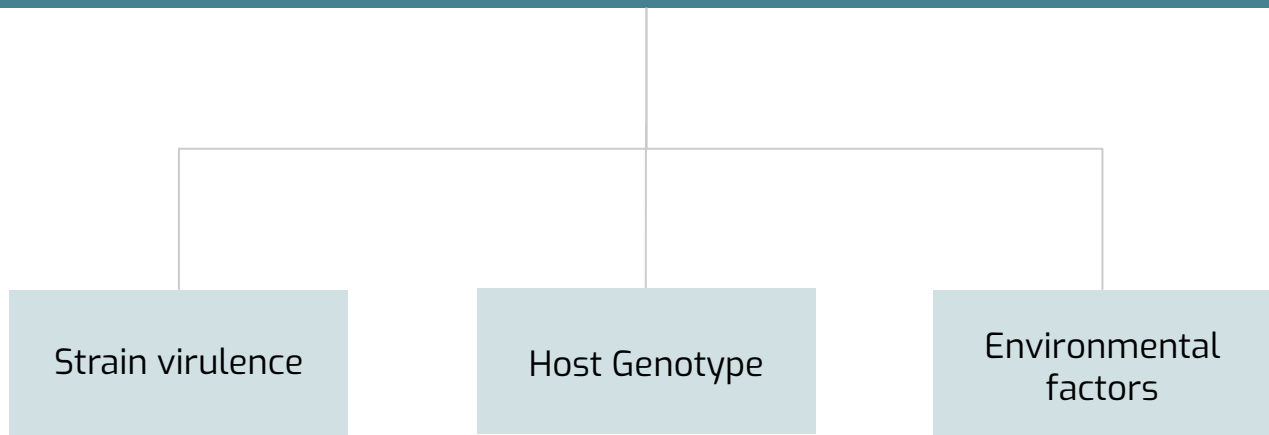 Strain virulence
Host Genotype
Environmental
factors